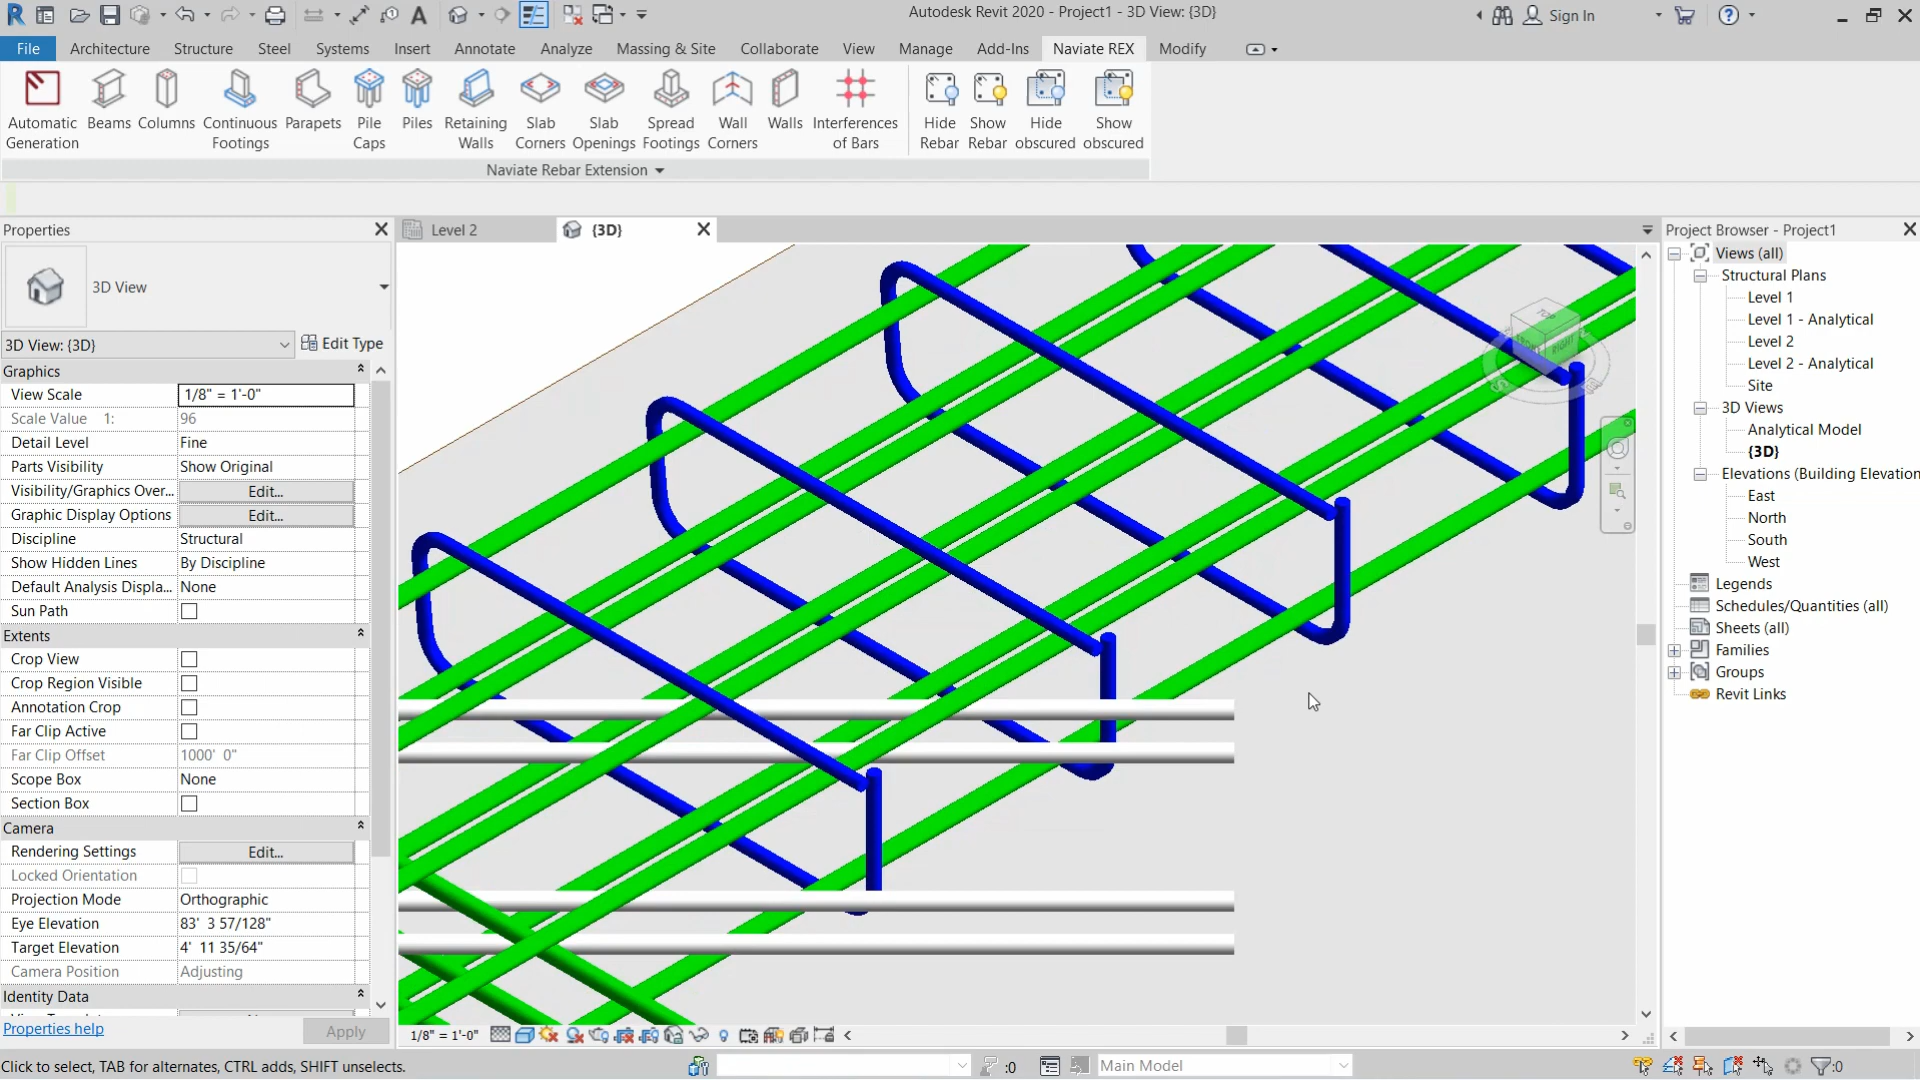 Autodesk Revit 2020 - Project1 - 3D View: {3D}
Sign In
File
Architecture
Structure
Steel
Systems
Insert
Annotate
Analyze
Massing & Site
Collaborate
View
Manage
Add-Ins
Naviate REX
Modify
Automatic Generation
Beams
Columns
Continuous Footings
Parapets
Pile Caps
Piles
Retaining Walls
Slab Corners
Slab Openings
Spread Footings
Wall Corners
Walls
Interferences of Bars
Hide Rebar
Show Rebar
Hide obscured
Show obscured
Naviate Rebar Extension
Properties
Level 2
{3D}
Project Browser - Project1
3D View
3D View: {3D}
Edit Type
Graphics
View Scale 1/8" = 1'-0"
Scale Value 1: 96
Detail Level Fine
Parts Visibility Show Original
Visibility/Graphics Over... Edit...
Graphic Display Options Edit...
Discipline Structural
Show Hidden Lines By Discipline
Default Analysis Displa... None
Sun Path
Extents
Crop View
Crop Region Visible
Annotation Crop
Far Clip Active
Far Clip Offset 1000' 0"
Scope Box None
Section Box
Camera
Rendering Settings Edit...
Locked Orientation
Projection Mode Orthographic
Eye Elevation 83' 3 57/128"
Target Elevation 4' 11 35/64"
Camera Position Adjusting
Identity Data
Properties help
Apply
TOP
FRONT
RIGHT
Views (all)
Structural Plans
Level 1
Level 1 - Analytical
Level 2
Level 2 - Analytical
Site
3D Views
Analytical Model
{3D}
Elevations (Building Elevation
East
North
South
West
Legends
Schedules/Quantities (all)
Sheets (all)
Families
Groups
Revit Links
1/8" = 1'-0"
Click to select, TAB for alternates, CTRL adds, SHIFT unselects.
:0
Main Model
:0